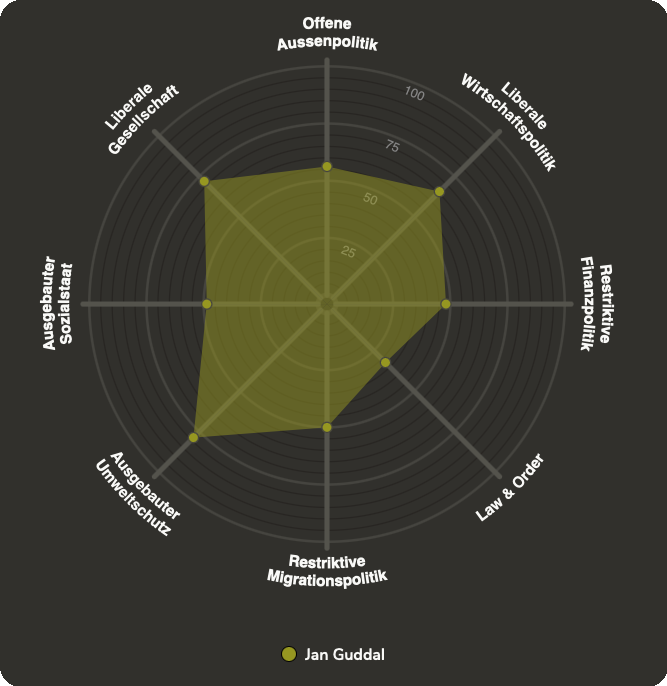 Offene
Aussenpolitik
Liberale
Wirtschaftspolitik
Restriktive
Finanzpolitik
Law & Order
Restriktive
Migrationspolitik
Ausgebauter
Umweltschutz
Ausgebauter
Sozialstaat
Liberale
Gesellschaft
100
75
50
25
Jan Guddal